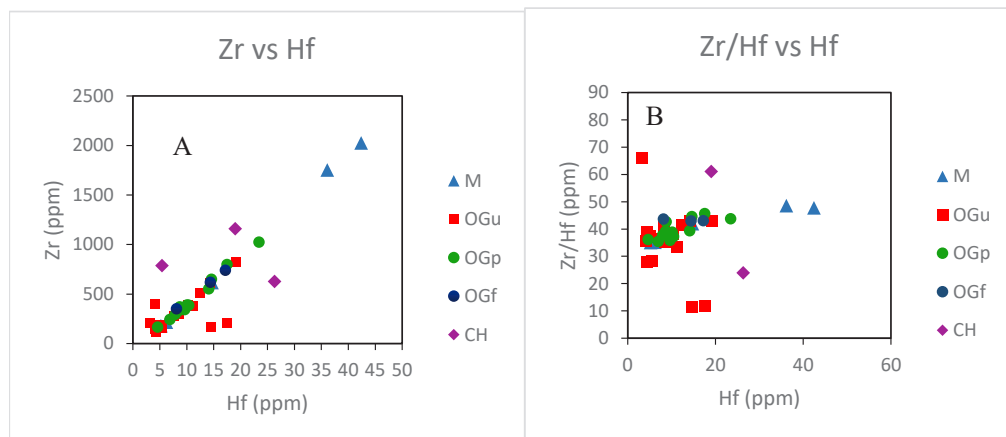 Zr vs Hf
Zr (ppm)
2500
2000
1500
1000
500
0
A
0 5 10 15 20 25 30 35 40 45 50
Hf (ppm)
M
OGu
OGp
OGf
CH
Zr/Hf vs Hf
Zr/Hf (ppm)
90
80
70
60
50
40
30
20
10
0
B
0 20 40 60
Hf (ppm)
M
OGu
OGp
OGf
CH